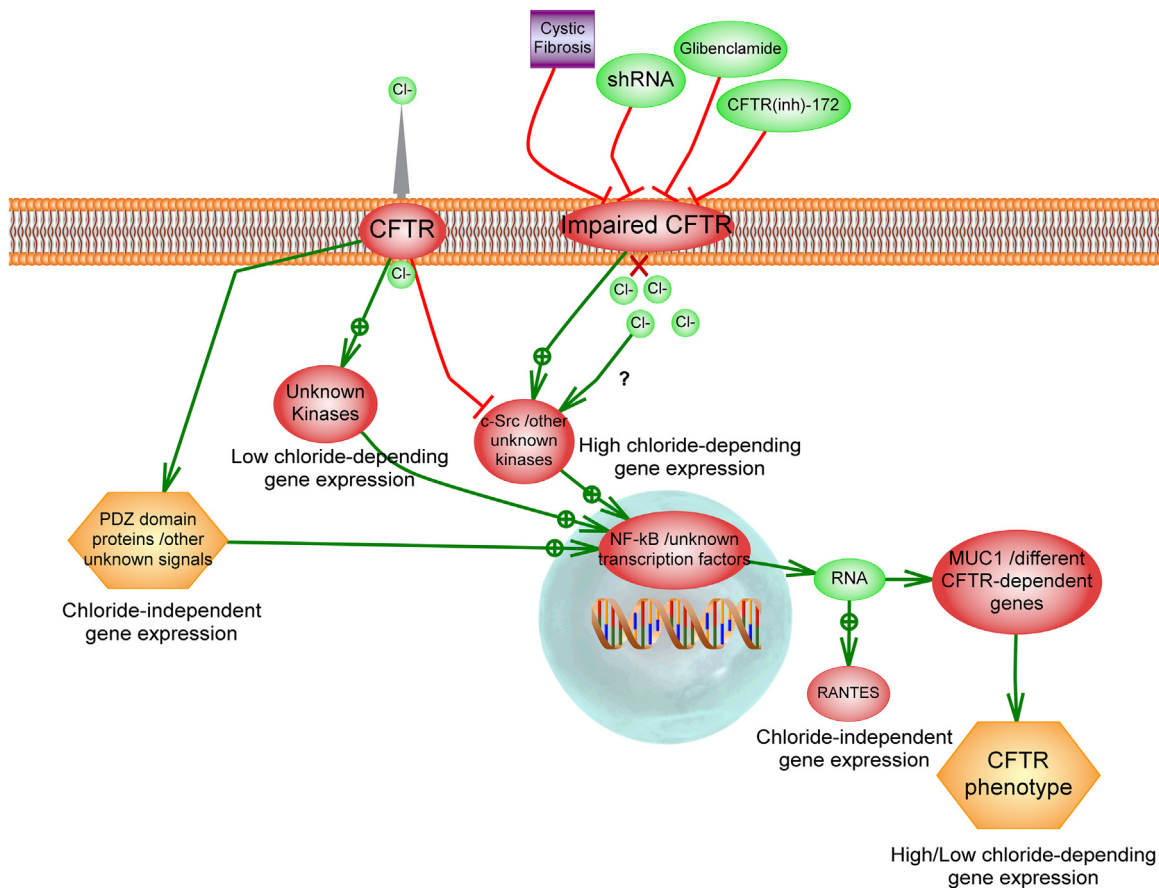 Cystic
Fibrosis
Glibenclamide
shRNA
CFTR(inh)-172
Cl-
CFTR
Impaired CFTR
Cl-
Cl-
Cl-
Cl-
Cl-
?
Unknown
Kinases
c-Src /other
unknown
kinases
Low chloride-depending
gene expression
High chloride-depending
gene expression
PDZ domain
proteins /other
unknown signals
Chloride-independent
gene expression
NF-kB /unknown
transcription factors
RNA
MUC1 /different
CFTR-dependent
genes
RANTES
Chloride-independent
gene expression
CFTR
phenotype
High/Low chloride-depending
gene expression